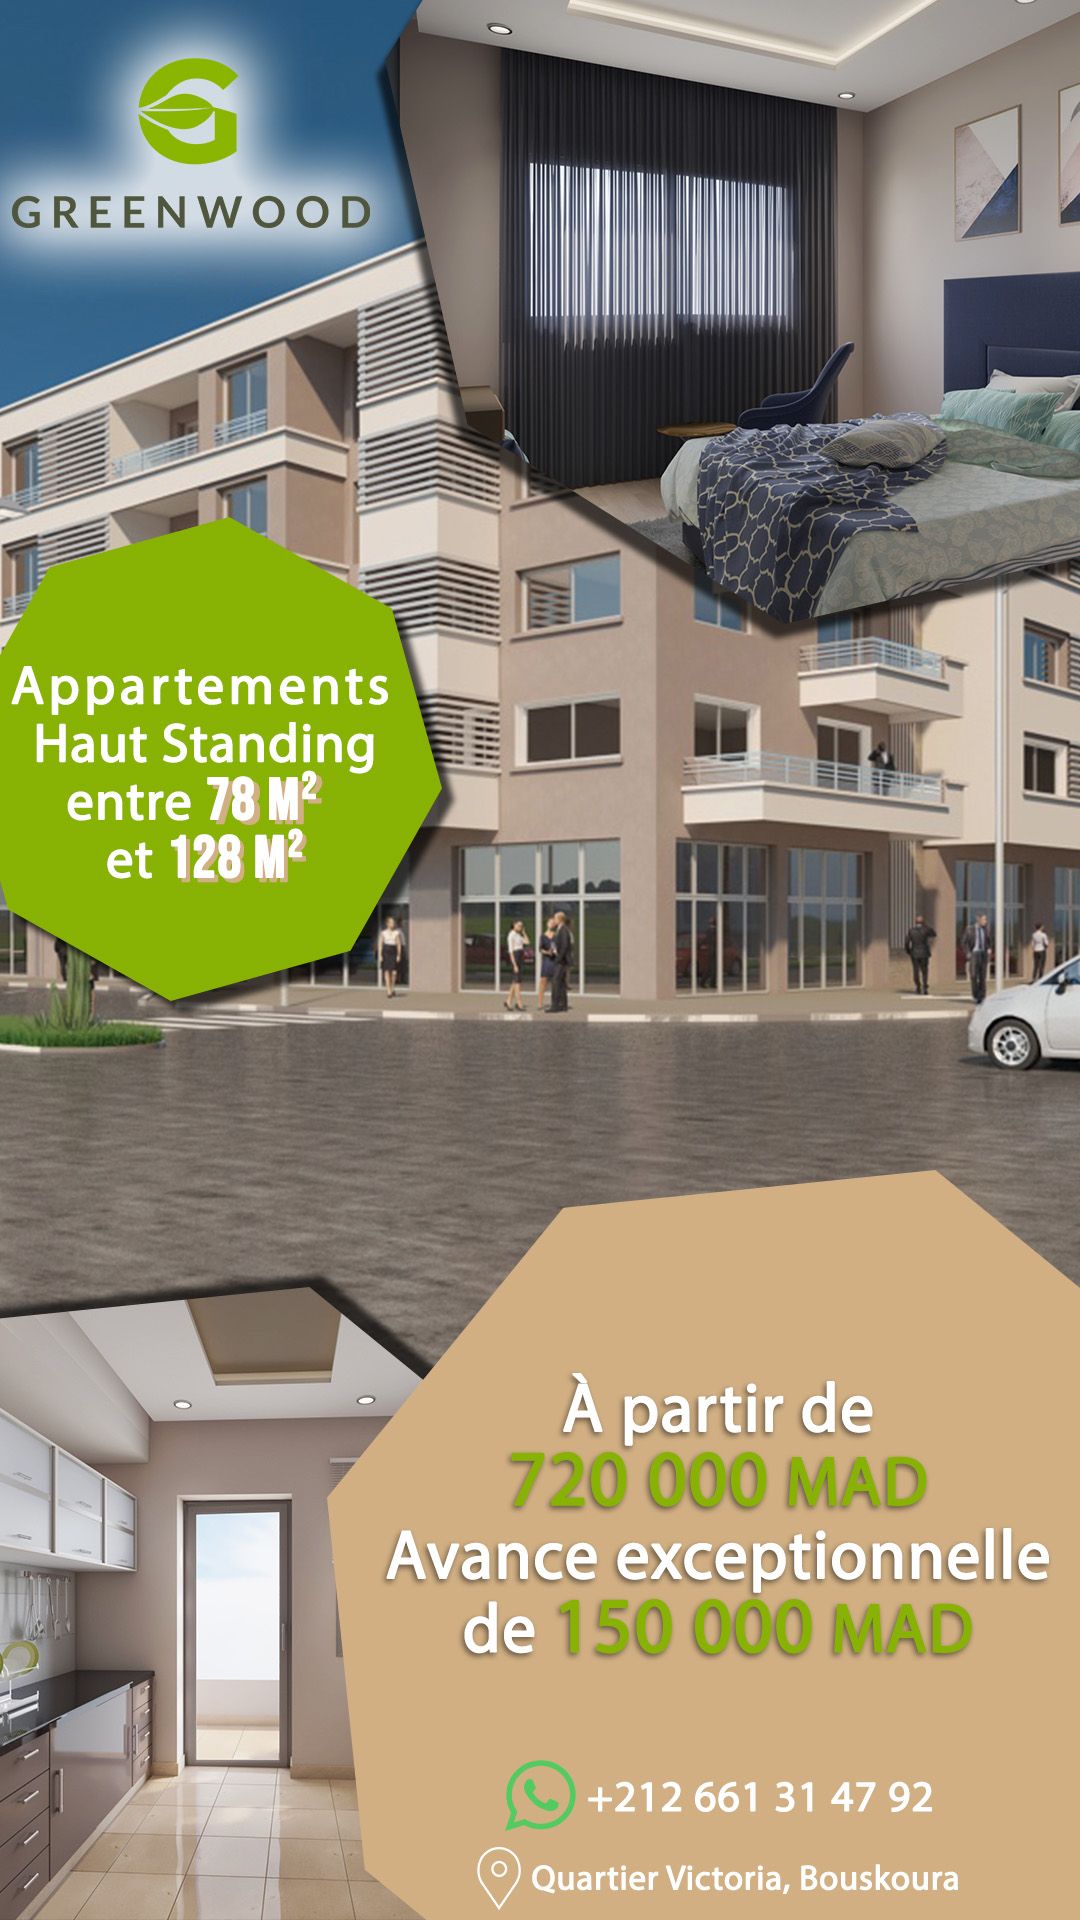 GREENWOOD
Appartements
Haut Standing
entre 78 M²
et 128 M²
À partir de
720 000 MAD
Avance exceptionnelle
de 150 000 MAD
+212 661 31 47 92
Quartier Victoria, Bouskoura